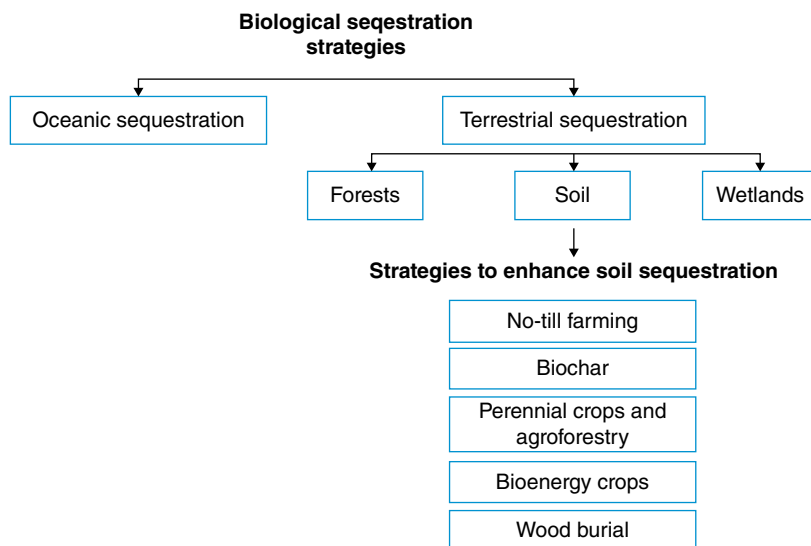 Biological seqestration
strategies
Oceanic sequestration
Terrestrial sequestration
Forests
Soil
Wetlands
Strategies to enhance soil sequestration
No-till farming
Biochar
Perennial crops and
agroforestry
Bioenergy crops
Wood burial